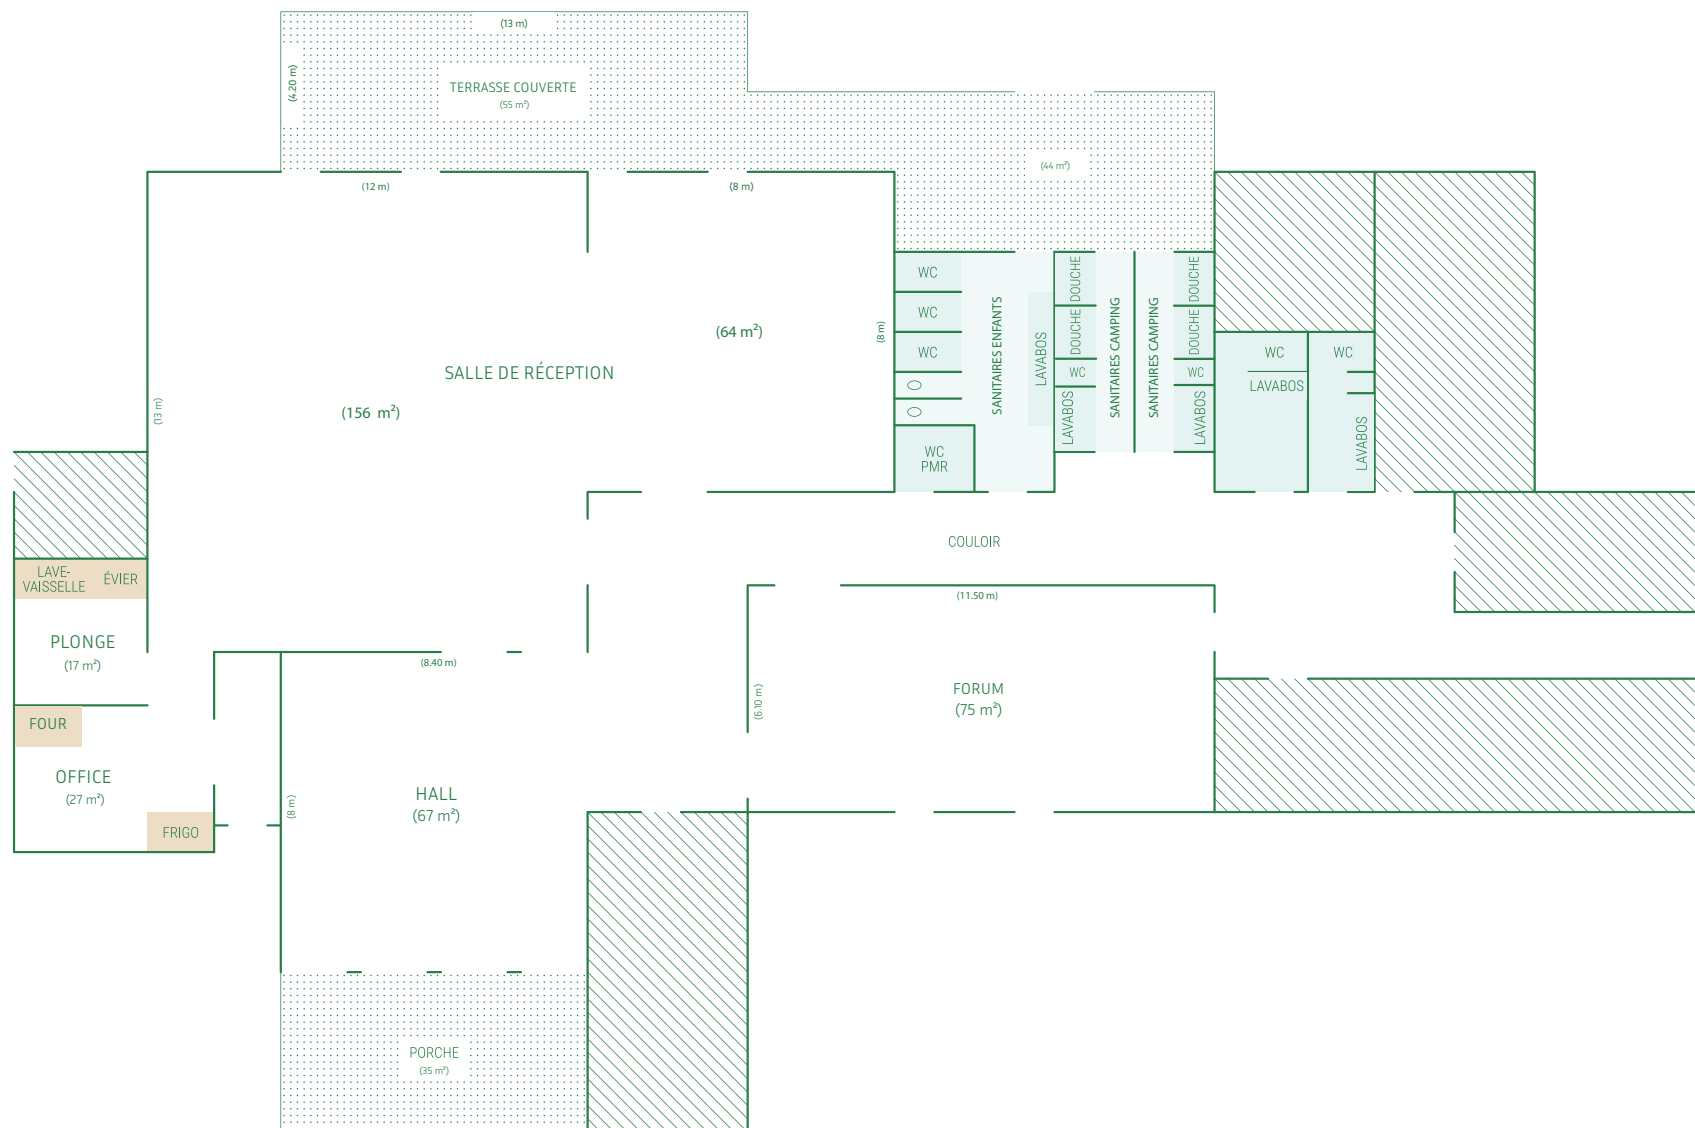 (13 m)
(4.20 m)
TERRASSE COUVERTE
(55 m²)
(44 m²)
(12 m)
(8 m)
(64 m²)
(8 m)
SALLE DE RÉCEPTION
(156 m²)
(13 m)
WC
WC
WC
WC
PMR
SANITAIRES ENFANTS
LAVABOS
DOUCHE
DOUCHE
WC
LAVABOS
SANITAIRES CAMPING
SANITAIRES CAMPING
DOUCHE
DOUCHE
WC
LAVABOS
WC
LAVABOS
WC
LAVABOS
COULOIR
LAVE-
VAISSELLE
ÉVIER
PLONGE
(17 m²)
FOUR
OFFICE
(27 m²)
FRIGO
(8.40 m)
(8 m)
HALL
(67 m²)
(11.50 m)
(6.10 m)
FORUM
(75 m²)
PORCHE
(35 m²)